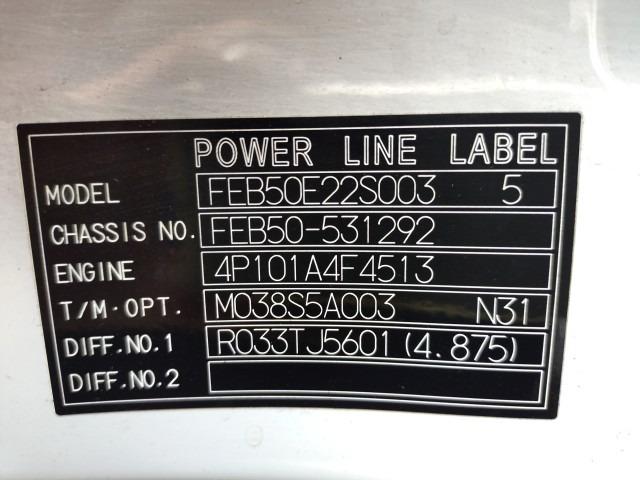 POWER LINE LABEL
MODEL FEB50E22S003 5
CHASSIS NO. FEB50-531292
ENGINE 4P101A4F4513
T/M·OPT. M038S5A003 N31
DIFF.NO.1 R033TJ5601 (4.875)
DIFF.NO.2